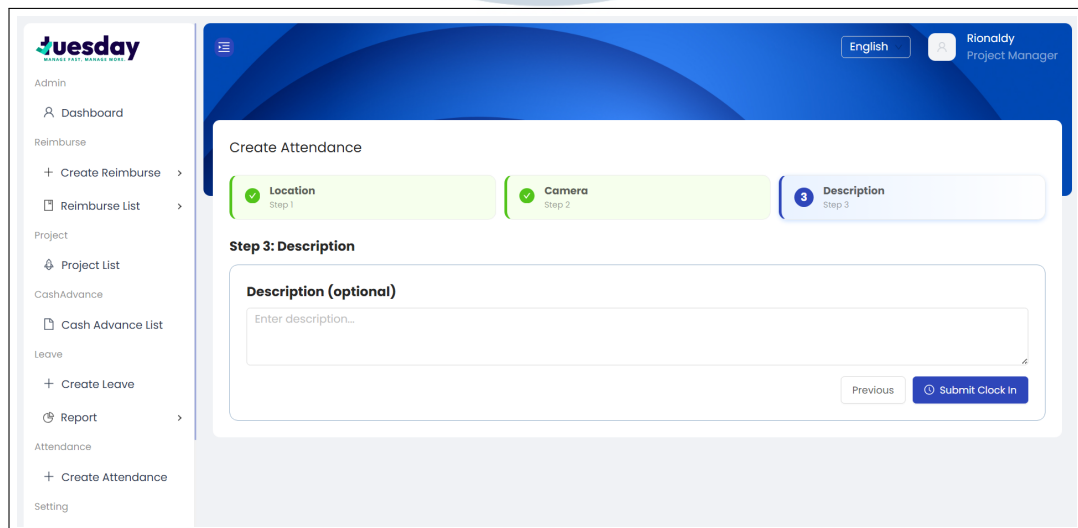 tuesday
MANAGE FAST. MANAGE MORE.
Admin
Dashboard
Reimburse
+ Create Reimburse >
Reimburse List >
Project
Project List
CashAdvance
Cash Advance List
Leave
+ Create Leave
Report >
Attendance
+ Create Attendance
Setting
English
Rionaldy
Project Manager
Create Attendance
Location
Step 1
Camera
Step 2
3
Description
Step 3
Step 3: Description
Description (optional)
Enter description...
Previous
Submit Clock In